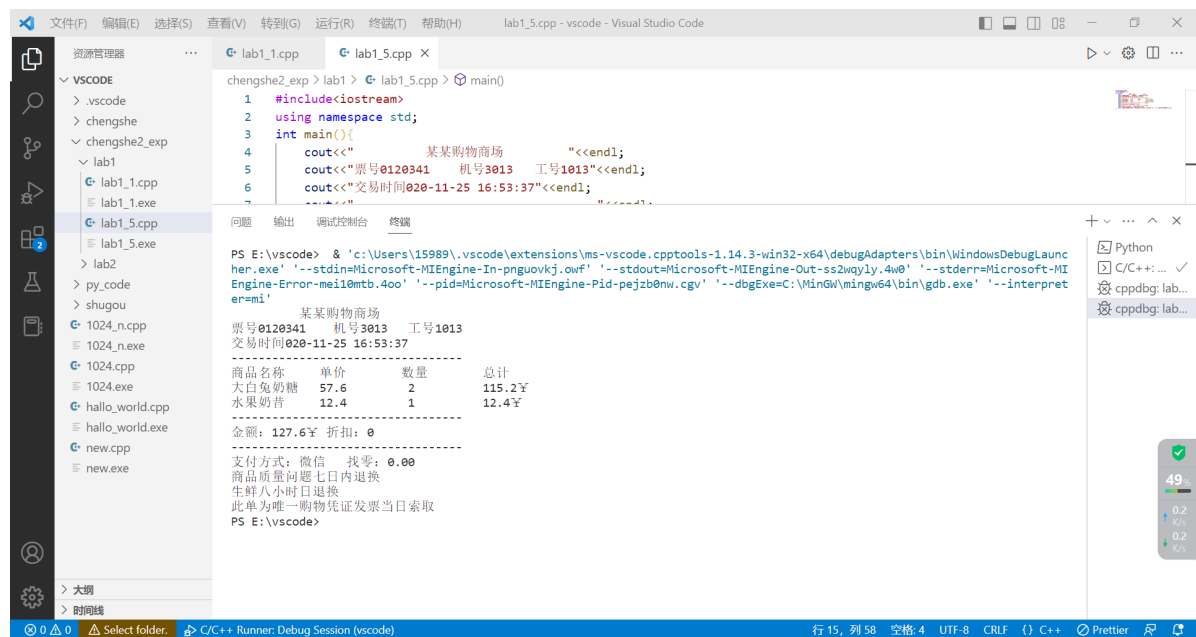 文件(F) 编辑(E) 选择(S) 查看(V) 转到(G) 运行(R) 终端(T) 帮助(H) lab1_5.cpp - vscode - Visual Studio Code
资源管理器 ···
VSCODE
.vscode
chengshe
chengshe2_exp
lab1
lab1_1.cpp
lab1_1.exe
lab1_5.cpp
lab1_5.exe
lab2
py_code
shugou
1024_n.cpp
1024_n.exe
1024.cpp
1024.exe
hallo_world.cpp
hallo_world.exe
new.cpp
new.exe
大纲
时间线
2
lab1_1.cpp lab1_5.cpp
chengshe2_exp > lab1 > lab1_5.cpp > main()
1 #include<iostream>
2 using namespace std;
3 int main(){
4 cout<<" 某某购物商场 "<<endl;
5 cout<<"票号0120341 机号3013 工号1013"<<endl;
6 cout<<"交易时间020-11-25 16:53:37"<<endl;
问题 输出 调试控制台 终端
PS E:\vscode> & 'c:\Users\15989\.vscode\extensions\ms-vscode.cpptools-1.14.3-win32-x64\debugAdapters\bin\WindowsDebugLaunc
her.exe' '--stdin=Microsoft-MIEngine-In-pnguovkj.owf' '--stdout=Microsoft-MIEngine-Out-ss2wqyly.4w0' '--stderr=Microsoft-MI
Engine-Error-mei10mtb.4oo' '--pid=Microsoft-MIEngine-Pid-pejzb0nw.cgv' '--dbgExe=C:\MinGW\mingw64\bin\gdb.exe' '--interpret
er=mi'
某某购物商场
票号0120341 机号3013 工号1013
交易时间020-11-25 16:53:37
----------------------------------
商品名称 单价 数量 总计
大白兔奶糖 57.6 2 115.2¥
水果奶昔 12.4 1 12.4¥
----------------------------------
金额: 127.6¥ 折扣: 0
----------------------------------
支付方式: 微信 找零: 0.00
商品质量问题七日内退换
生鲜八小时日退换
此单为唯一购物凭证发票当日索取
PS E:\vscode>
Python
C/C++: ...
cppdbg: lab...
cppdbg: lab...
49%
0.2
K/s
0.2
K/s
0 0 Select folder. C/C++ Runner: Debug Session (vscode) 行 15, 列 58 空格: 4 UTF-8 CRLF {} C++ Prettier